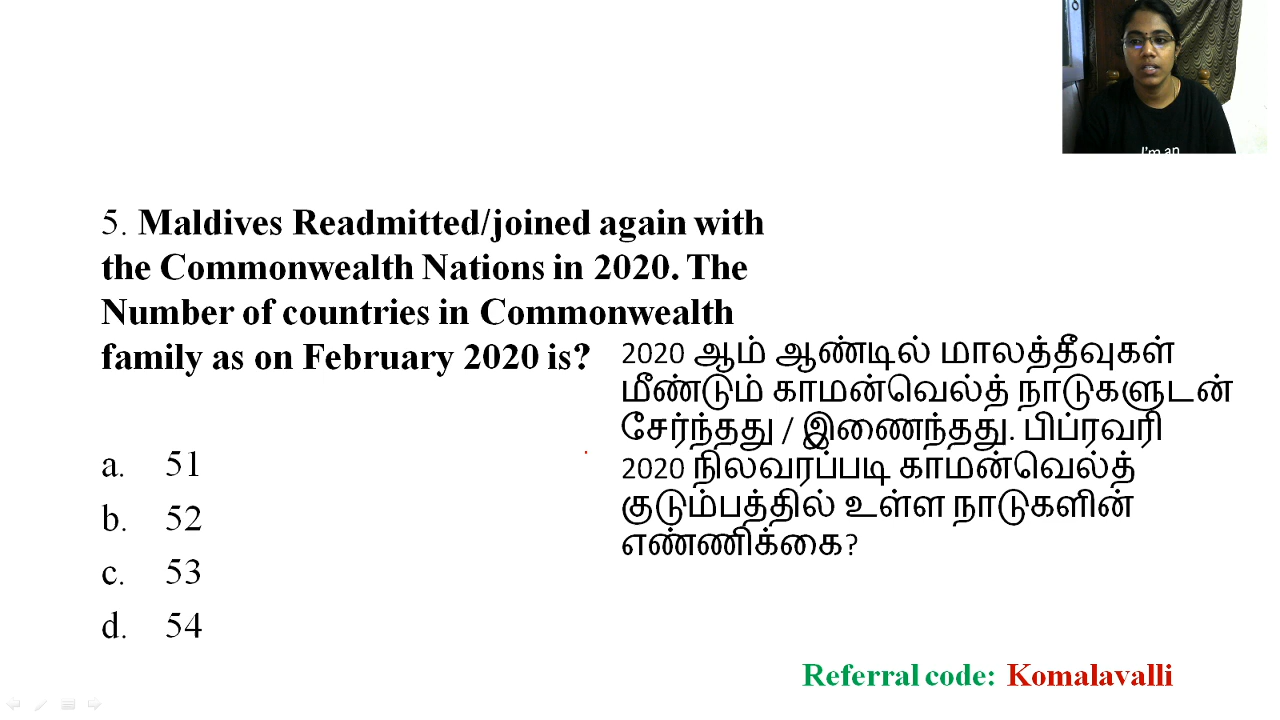 I'm an
5. Maldives Readmitted/joined again with
the Commonwealth Nations in 2020. The
Number of countries in Commonwealth
family as on February 2020 is?
2020 ஆம் ஆண்டில் மாலத்தீவுகள்
மீண்டும் காமன்வெல்த் நாடுகளுடன்
சேர்ந்தது / இணைந்தது. பிப்ரவரி
2020 நிலவரப்படி காமன்வெல்த்
குடும்பத்தில் உள்ள நாடுகளின்
எண்ணிக்கை?
a. 51
b. 52
c. 53
d. 54
Referral code: Komalavalli